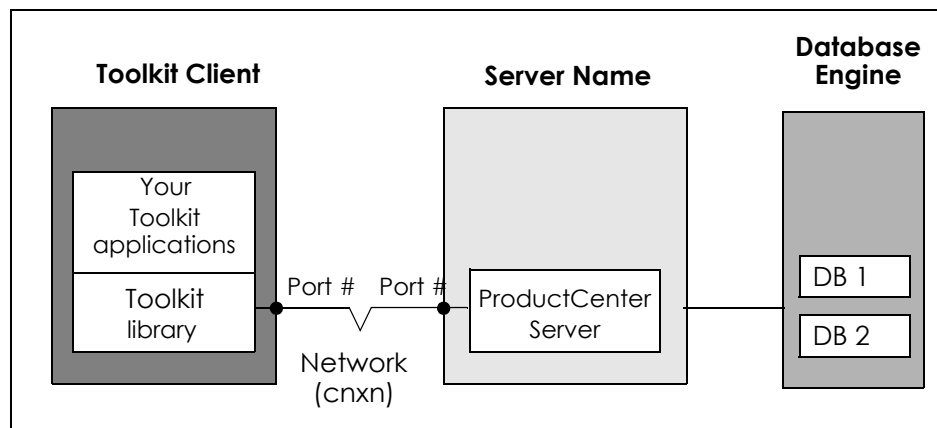 Toolkit Client
Server Name
Database
Engine
Your
Toolkit
applications
Toolkit
library
Port #
Port #
Network
(cnxn)
ProductCenter
Server
DB 1
DB 2